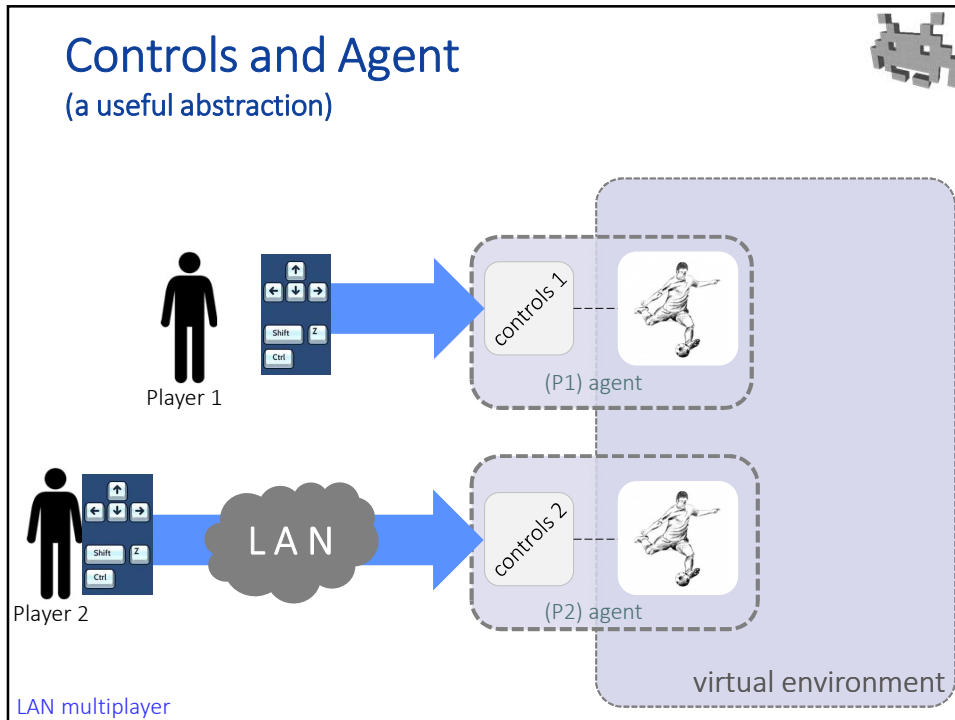 Controls and Agent
(a useful abstraction)
↑
← ↓ →
Shift Z
Ctrl
Player 1
controls 1
(P1) agent
↑
← ↓ →
Shift Z
Ctrl
Player 2
LAN
controls 2
(P2) agent
virtual environment
LAN multiplayer